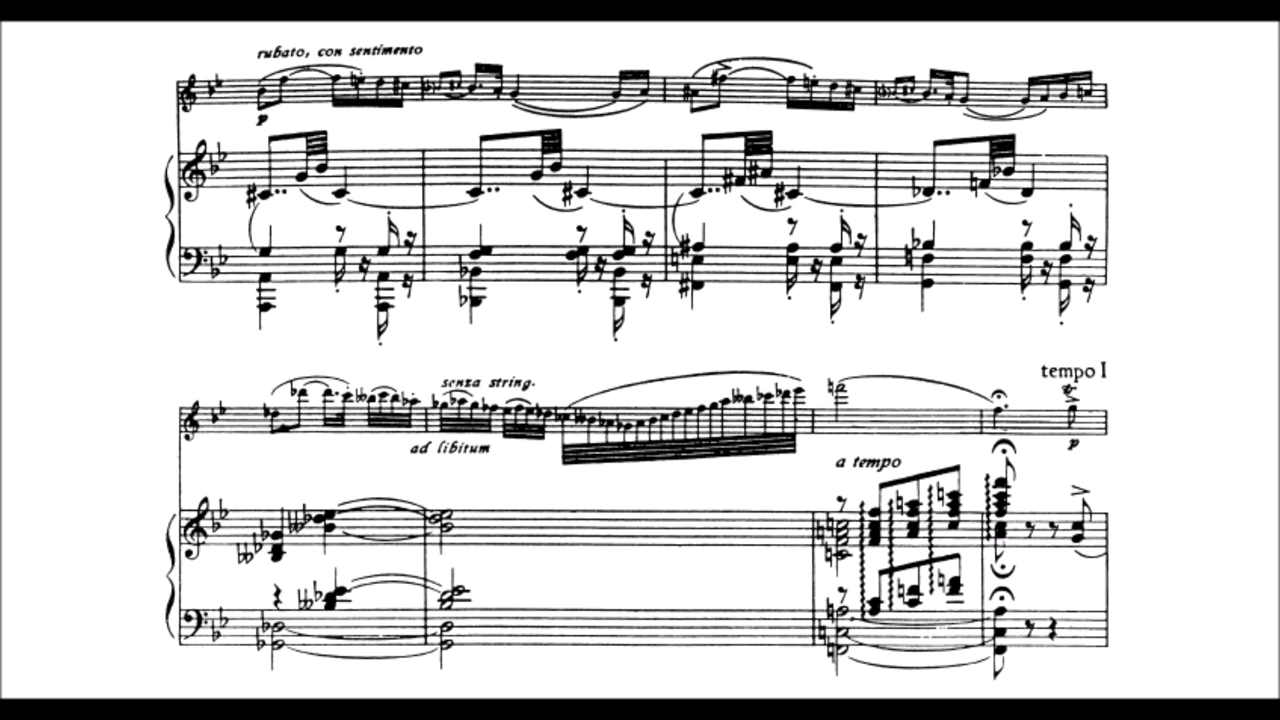 rubato, con sentimento
p
tempo I
senza string.
ad libitum
p
a tempo